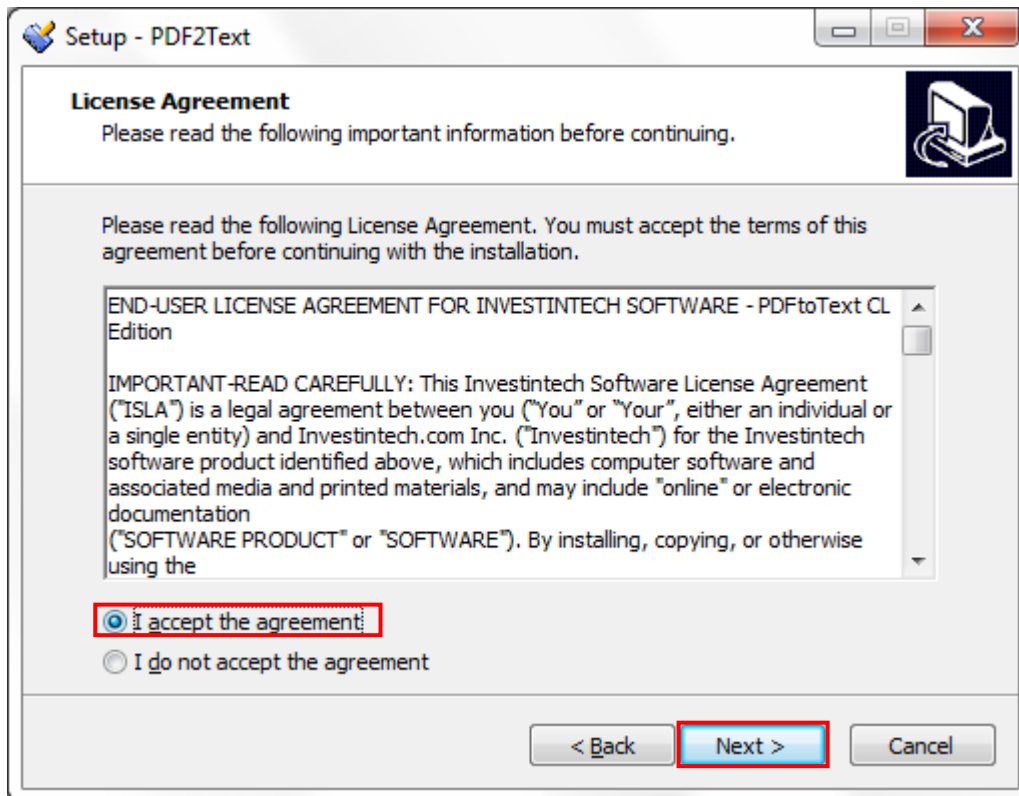 Setup - PDF2Text
License Agreement
Please read the following important information before continuing.
Please read the following License Agreement. You must accept the terms of this
agreement before continuing with the installation.
END-USER LICENSE AGREEMENT FOR INVESTINTECH SOFTWARE - PDFtoText CL
Edition
IMPORTANT-READ CAREFULLY: This Investintech Software License Agreement
("ISLA") is a legal agreement between you ("You” or “Your”, either an individual or
a single entity) and Investintech.com Inc. ("Investintech") for the Investintech
software product identified above, which includes computer software and
associated media and printed materials, and may include "online" or electronic
documentation
("SOFTWARE PRODUCT" or "SOFTWARE"). By installing, copying, or otherwise
using the
I accept the agreement
I do not accept the agreement
< Back Next > Cancel